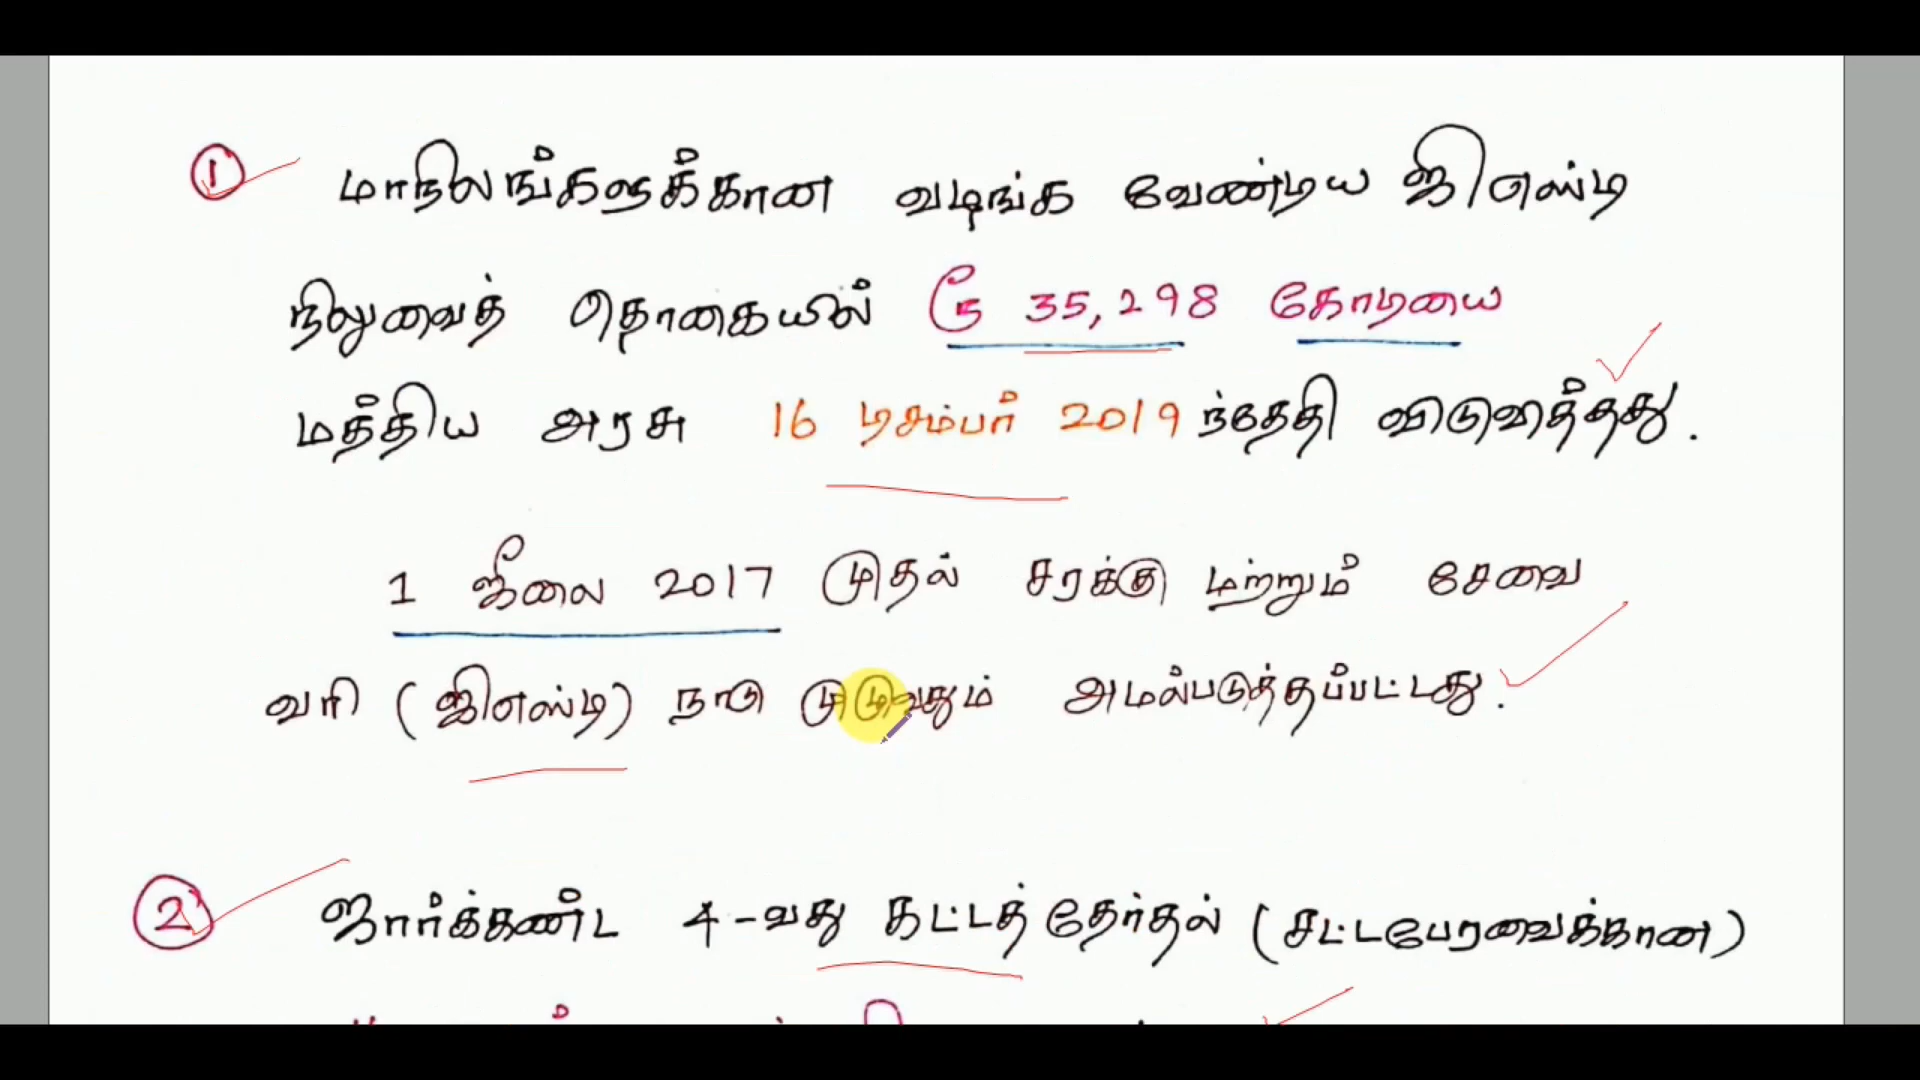 1 மாநிலங்களுக்கான வழங்க வேண்டிய ஜிஎஸ்டி
நிலுவைத் தொகையில் ரூ 35,298 கோடியை
மத்திய அரசு 16 டிசம்பர் 2019 ந்தேதி விடுவித்தது.
1 ஜீலை 2017 முதல் சரக்கு மற்றும் சேவை
வரி (ஜிஎஸ்டி) நாடு முழுவதும் அமல்படுத்தப்பட்டது.
2 ஜார்க்கண்ட 4-வது கட்டத் தேர்தல் (சட்டபேரவைக்கான)